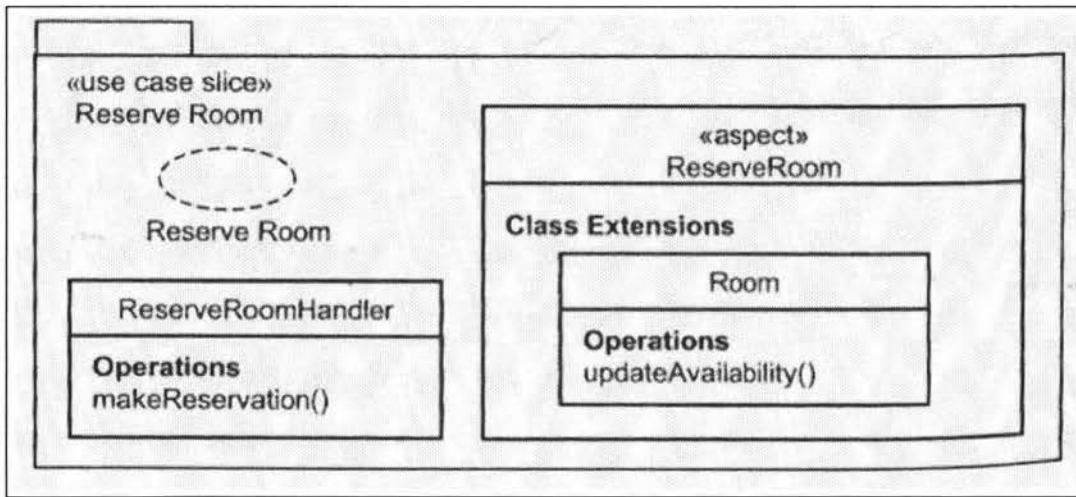 «use case slice»
Reserve Room
Reserve Room
ReserveRoomHandler
Operations
makeReservation()
«aspect»
ReserveRoom
Class Extensions
Room
Operations
updateAvailability()